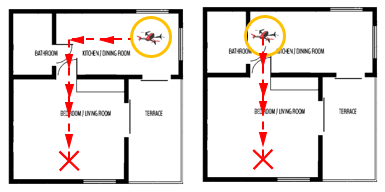 BATHROOM
KITCHEN / DINING ROOM
BEDROOM / LIVING ROOM
TERRACE
BATHROOM
KITCHEN / DINING ROOM
BEDROOM / LIVING ROOM
TERRACE